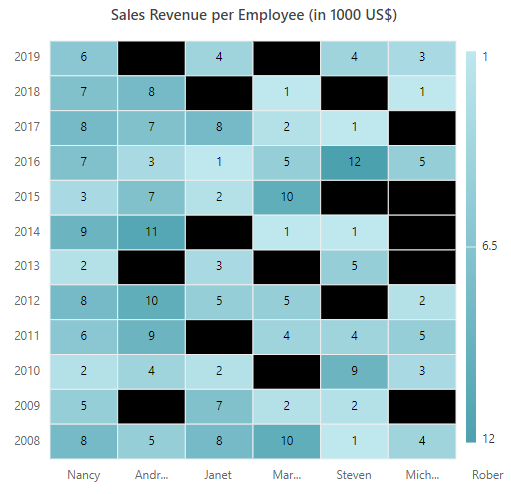 Sales Revenue per Employee (in 1000 US$)
2019 6 4 4 3 1
2018 7 8 1 1
2017 8 7 8 2 1
2016 7 3 1 5 12 5
2015 3 7 2 10
2014 9 11 1 1 6.5
2013 2 3 5
2012 8 10 5 5 2
2011 6 9 4 4 5
2010 2 4 2 9 3
2009 5 7 2 2
2008 8 5 8 10 1 4 12
Nancy Andr... Janet Mar... Steven Mich... Rober